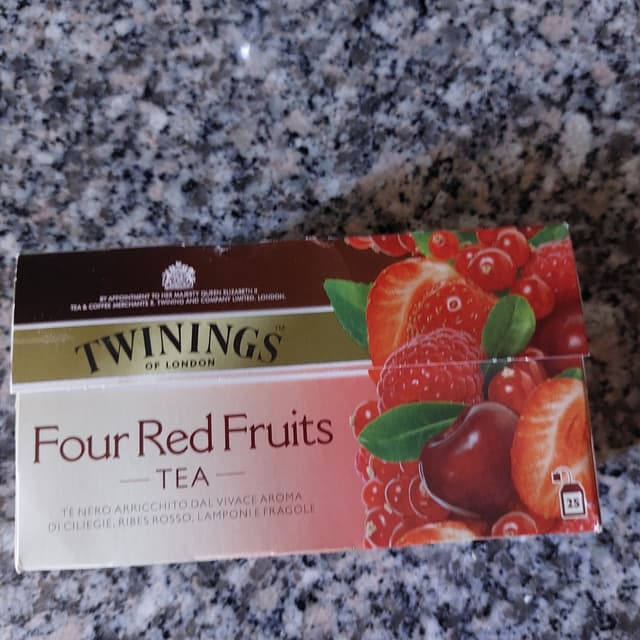 BY APPOINTMENT TO HER MAJESTY QUEEN ELIZABETH II
TEA & COFFEE MERCHANTS R. TWINING AND COMPANY LIMITED, LONDON.
TWININGS™
OF LONDON
Four Red Fruits
TEA
TÈ NERO ARRICCHITO DAL VIVACE AROMA
DI CILIEGIE, RIBES ROSSO, LAMPONI E FRAGOLE
25